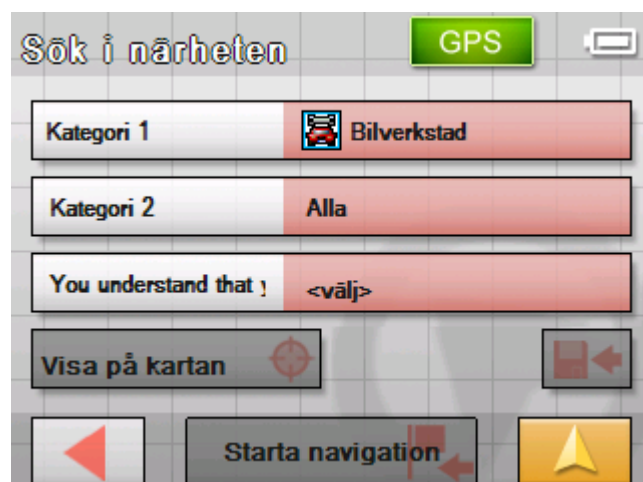 Sök i närheten
GPS
Kategori 1
Bilverkstad
Kategori 2
Alla
You understand that
<välj>
Visa på kartan
Starta navigation